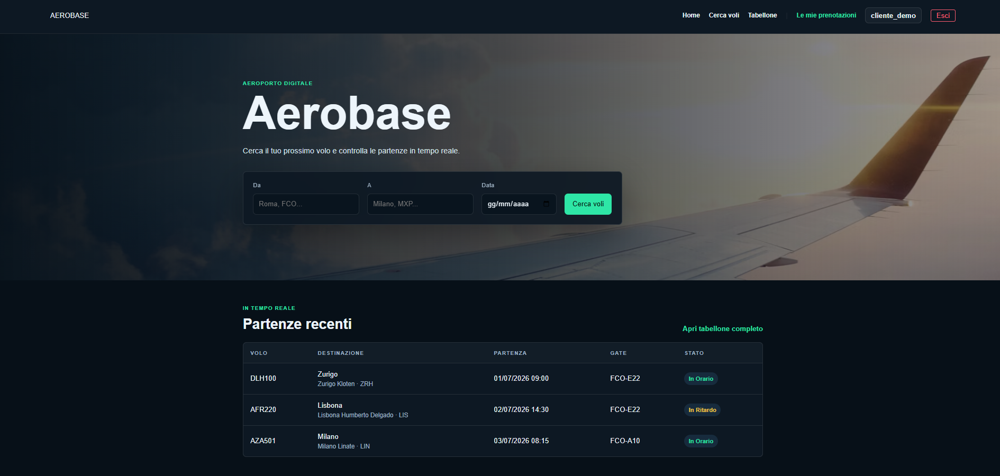 AEROBASE
Home Cerca voli Tabellone Le mie prenotazioni cliente_demo Esci
AEROPORTO DIGITALE
Aerobase
Cerca il tuo prossimo volo e controlla le partenze in tempo reale.
Da A Data
Roma, FCO... Milano, MXP... gg/mm/aaaa Cerca voli
IN TEMPO REALE
Partenze recenti
Apri tabellone completo
VOLO DESTINAZIONE PARTENZA GATE STATO
DLH100 Zurigo 01/07/2026 09:00 FCO-E22 In Orario
Zurigo Kloten · ZRH
AFR220 Lisbona 02/07/2026 14:30 FCO-E22 In Ritardo
Lisbona Humberto Delgado · LIS
AZA501 Milano 03/07/2026 08:15 FCO-A10 In Orario
Milano Linate · LIN